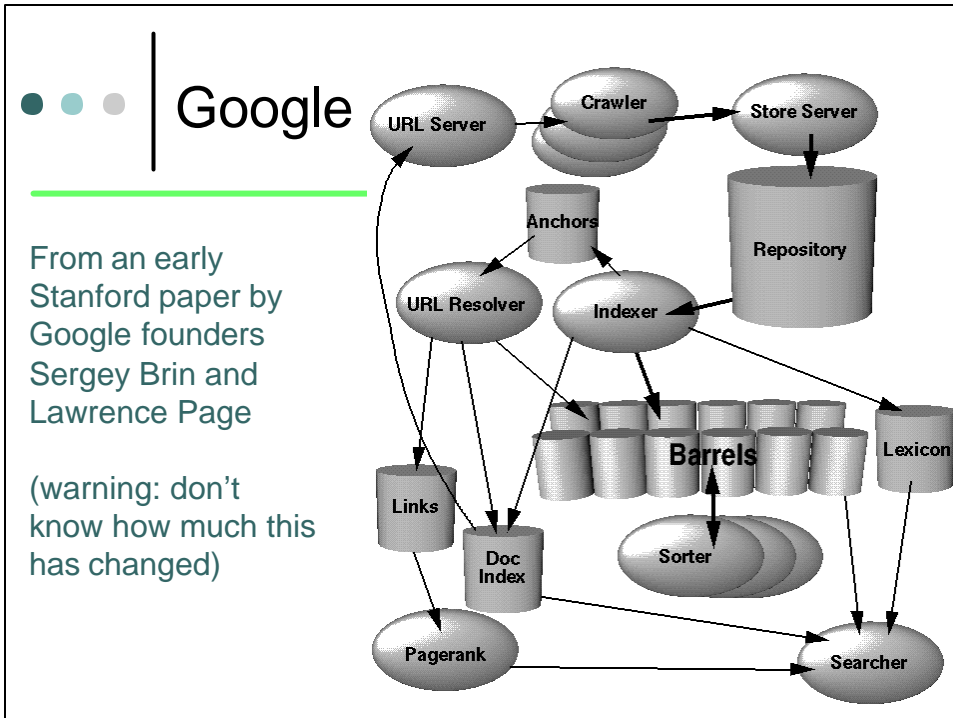 Google
From an early
Stanford paper by
Google founders
Sergey Brin and
Lawrence Page
(warning: don't
know how much this
has changed)
URL Server
Crawler
Store Server
Anchors
Repository
URL Resolver
Indexer
Barrels
Lexicon
Links
Doc
Index
Sorter
Pagerank
Searcher